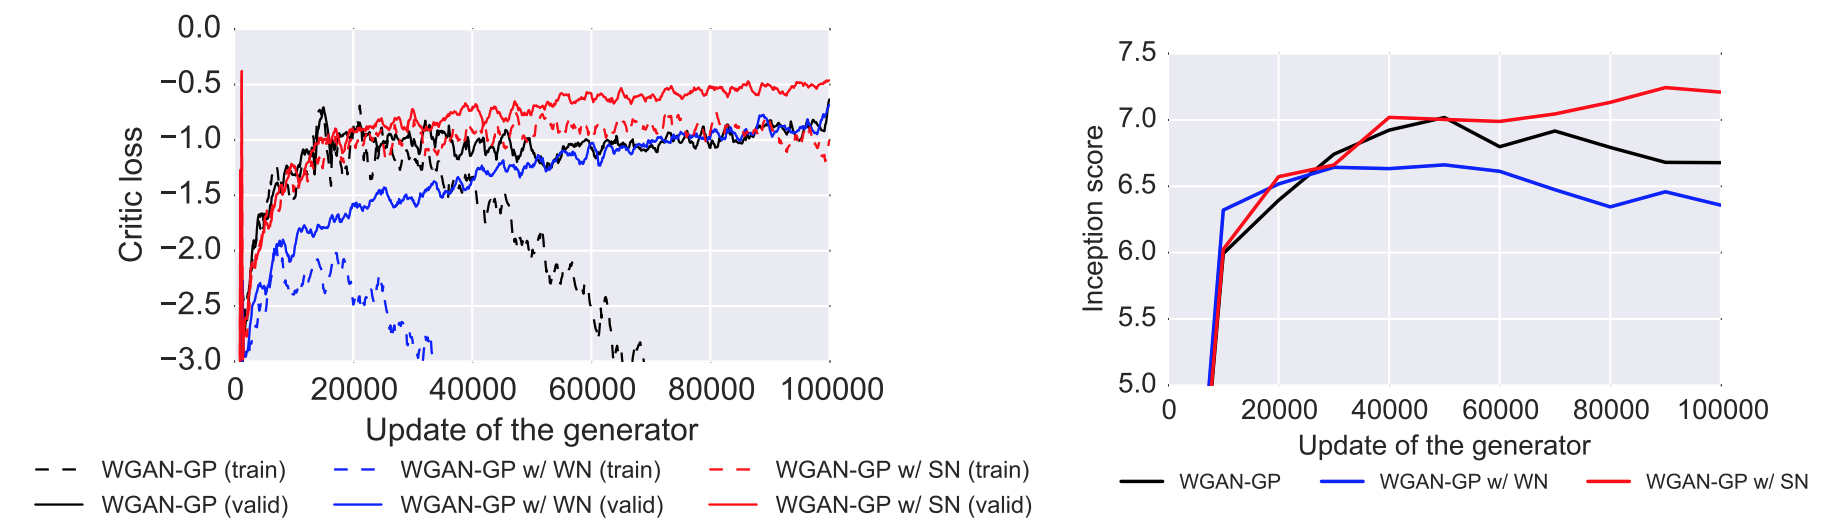 0.0
−0.5
−1.0
−1.5
−2.0
−2.5
−3.0
Critic loss
0 20000 40000 60000 80000 100000
Update of the generator
WGAN-GP (train) WGAN-GP w/ WN (train) WGAN-GP w/ SN (train)
WGAN-GP (valid) WGAN-GP w/ WN (valid) WGAN-GP w/ SN (valid)
7.5
7.0
6.5
6.0
5.5
5.0
Inception score
0 20000 40000 60000 80000 100000
Update of the generator
WGAN-GP WGAN-GP w/ WN WGAN-GP w/ SN